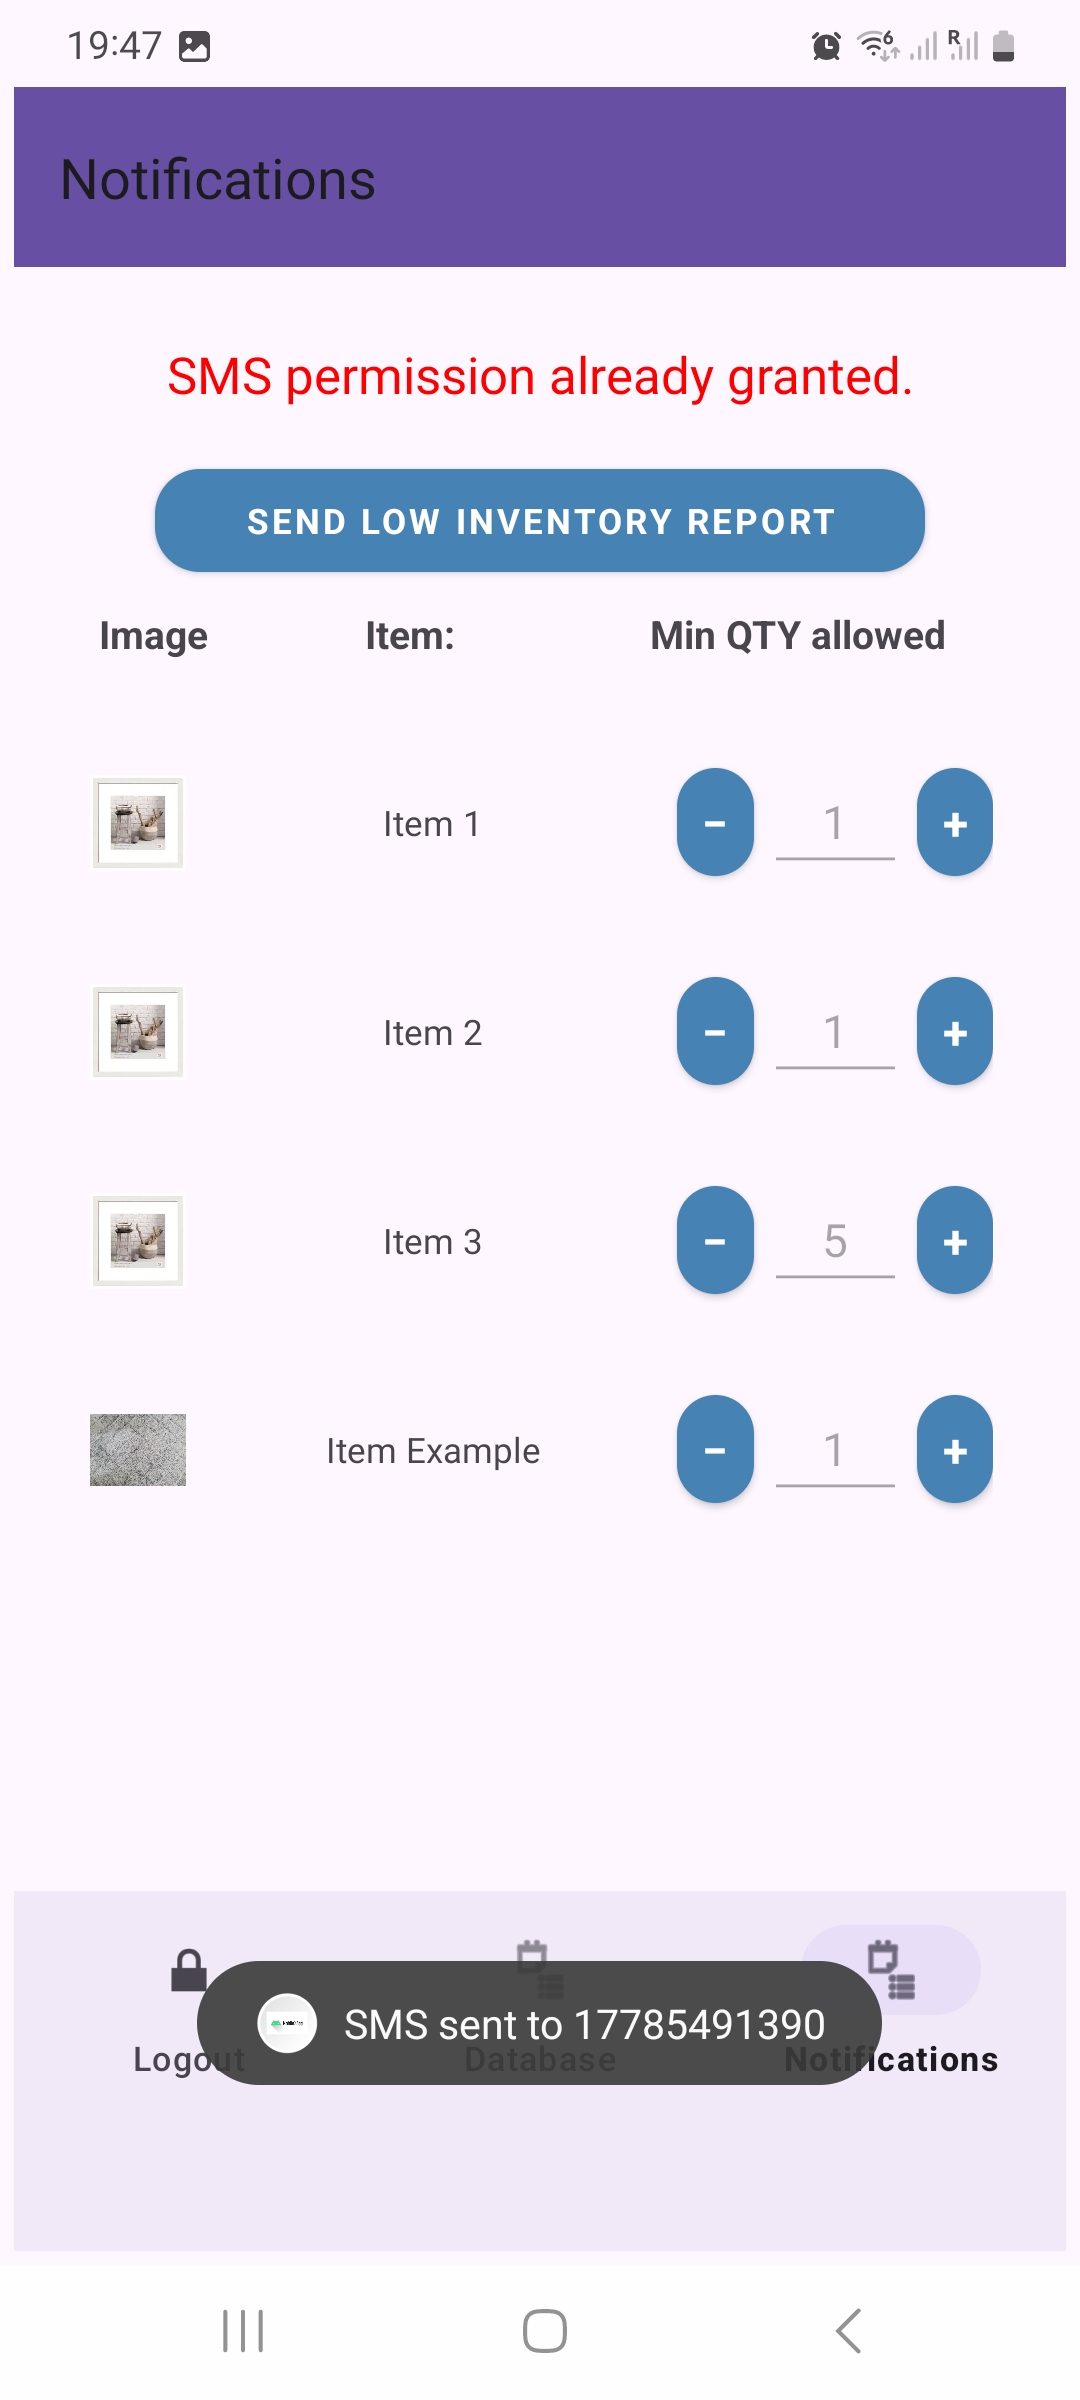 19:47
6 R
Notifications
SMS permission already granted.
SEND LOW INVENTORY REPORT
Image Item: Min QTY allowed
Item 1 - 1 +
Item 2 - 1 +
Item 3 - 5 +
Item Example - 1 +
SMS sent to 17785491390
Logout Database Notifications